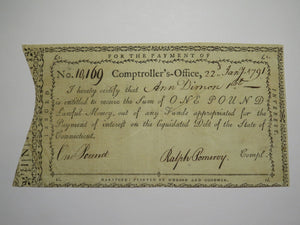 FOR THE PAYMENT OF
No. 10,169 Comptroller's-Office, 22 Jany 1791
I hereby certify that Ann Dimon
is entitled to receive the Sum of ONE POUND
Lawful Money, out of any Funds appropriated for the
Payment of interest on the Liquidated Debt of the State of
Connecticut.
One Pound Ralph Pomeroy Compt.
HARTFORD: PRINTED BY HUDSON AND GOODWIN.
INTEREST